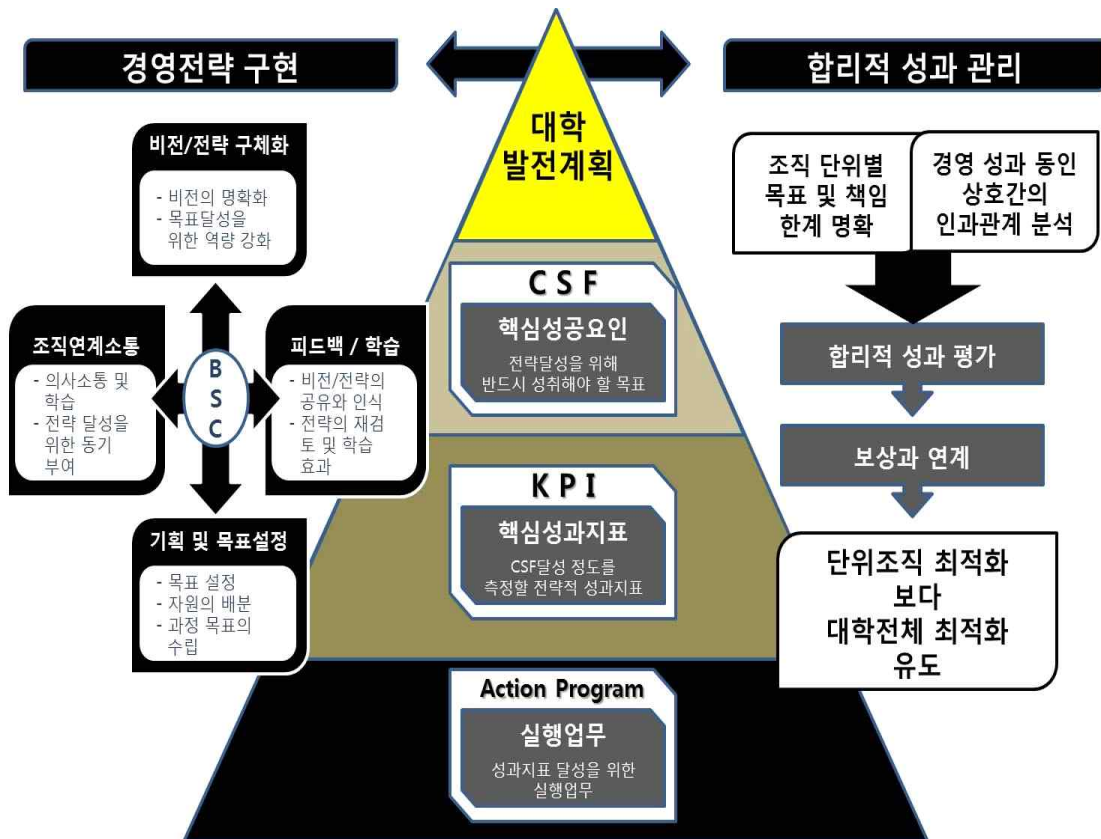 경영전략 구현
비전/전략 구체화
- 비전의 명확화
- 목표달성을
위한 역량 강화
조직연계소통
- 의사소통 및
학습
- 전략 달성을
위한 동기
부여
B
S
C
피드백 / 학습
- 비전/전략의
공유와 인식
- 전략의 재검
토 및 학습
효과
기획 및 목표설정
- 목표 설정
- 자원의 배분
- 과정 목표의
수립
대학
발전계획
C S F
핵심성공요인
전략달성을 위해
반드시 성취해야 할 목표
K P I
핵심성과지표
CSF달성 정도를
측정할 전략적 성과지표
Action Program
실행업무
성과지표 달성을 위한
실행업무
합리적 성과 관리
조직 단위별
목표 및 책임
한계 명확
경영 성과 동인
상호간의
인과관계 분석
합리적 성과 평가
보상과 연계
단위조직 최적화
보다
대학전체 최적화
유도